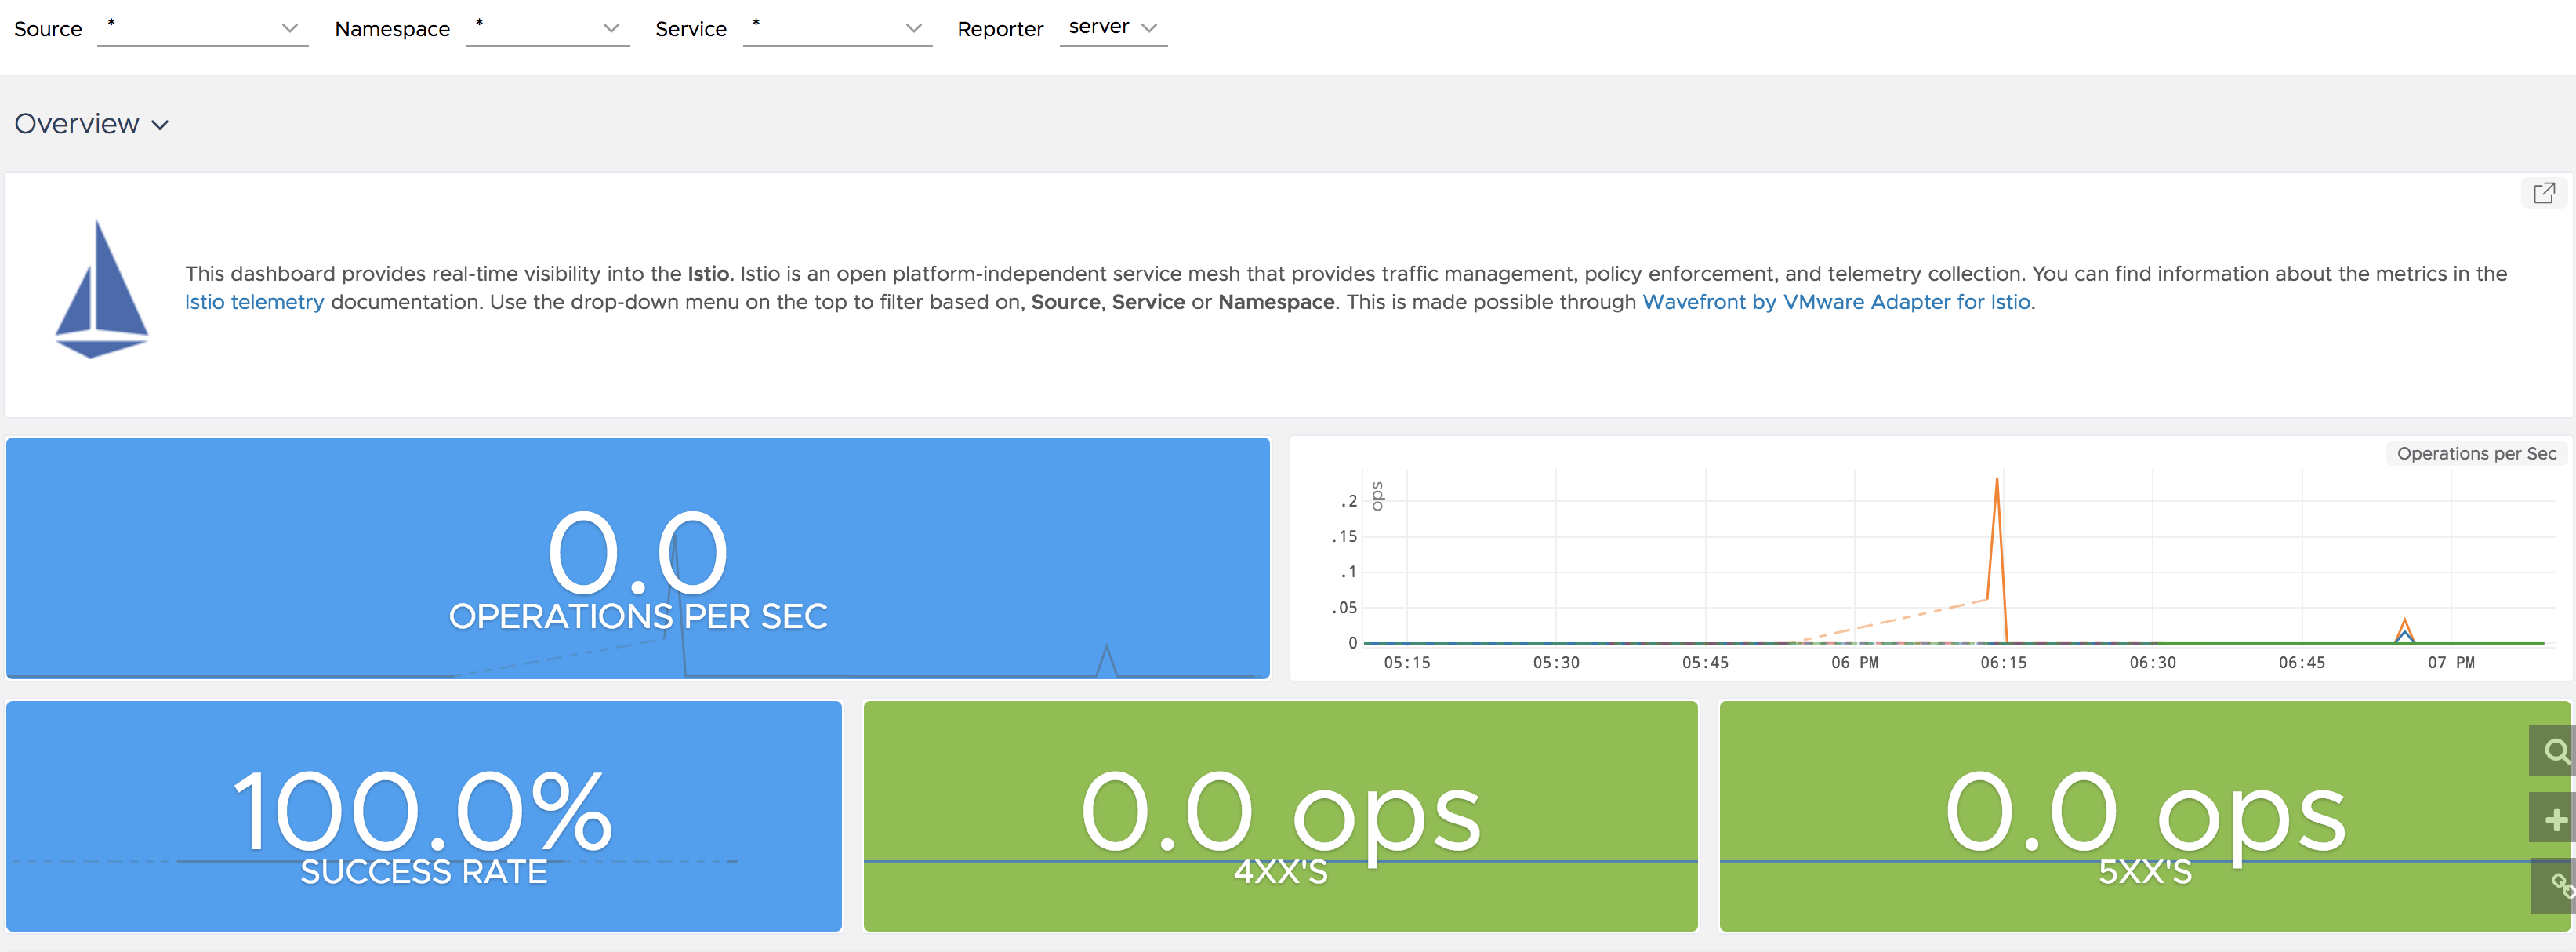 Source * Namespace * Service * Reporter server
Overview
This dashboard provides real-time visibility into the Istio. Istio is an open platform-independent service mesh that provides traffic management, policy enforcement, and telemetry collection. You can find information about the metrics in the
Istio telemetry documentation. Use the drop-down menu on the top to filter based on, Source, Service or Namespace. This is made possible through Wavefront by VMware Adapter for Istio.
0.0
OPERATIONS PER SEC
Operations per Sec
ops
.2
.15
.1
.05
0
05:15 05:30 05:45 06 PM 06:15 06:30 06:45 07 PM
100.0%
SUCCESS RATE
0.0 ops
4XX'S
0.0 ops
5XX'S